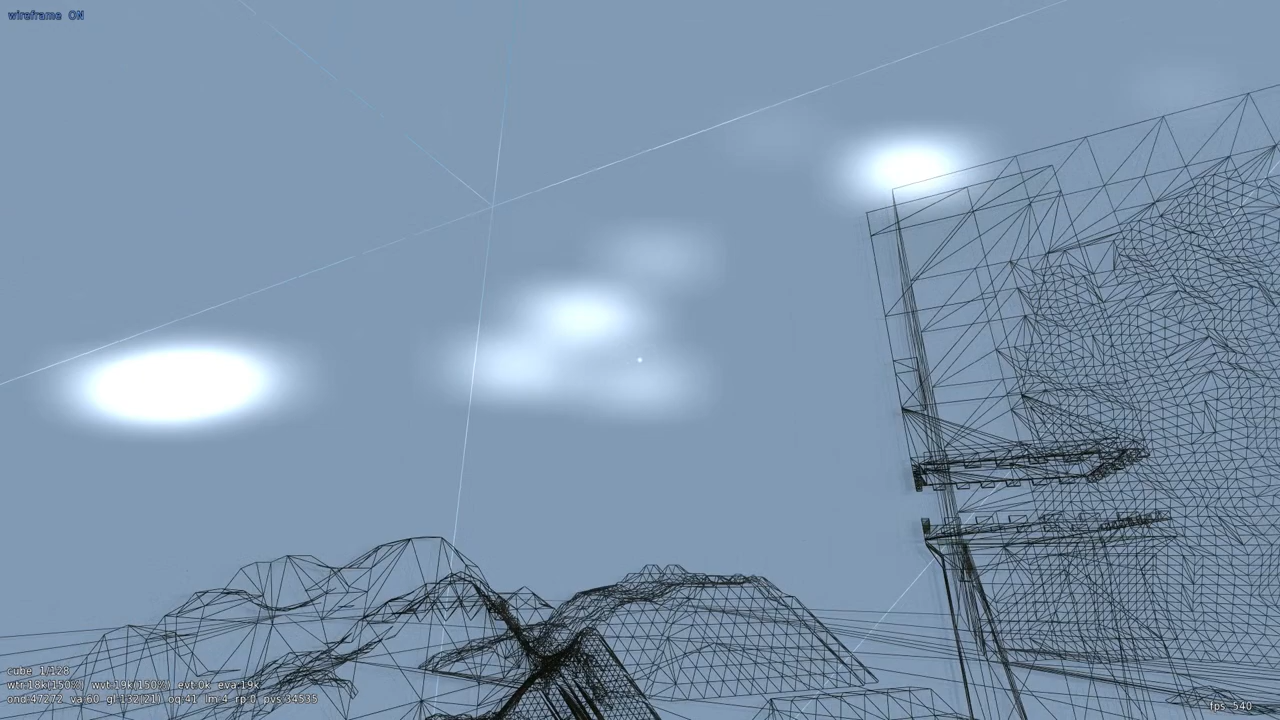 wireframe ON
cube 1/128
wtr:18k(150%) wvt:19k(150%) evt:0k eva:19k
ond:47272 va:60 gl:132(21) oq:41 lm:4 rp:0 pvs:34535
fps 540